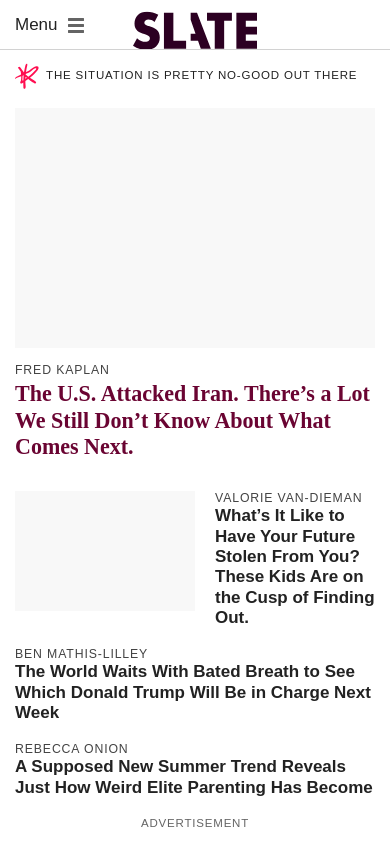 Menu
SLATE
THE SITUATION IS PRETTY NO-GOOD OUT THERE
FRED KAPLAN
The U.S. Attacked Iran. There’s a Lot
We Still Don’t Know About What
Comes Next.
VALORIE VAN-DIEMAN
What’s It Like to
Have Your Future
Stolen From You?
These Kids Are on
the Cusp of Finding
Out.
BEN MATHIS-LILLEY
The World Waits With Bated Breath to See
Which Donald Trump Will Be in Charge Next
Week
REBECCA ONION
A Supposed New Summer Trend Reveals
Just How Weird Elite Parenting Has Become
ADVERTISEMENT